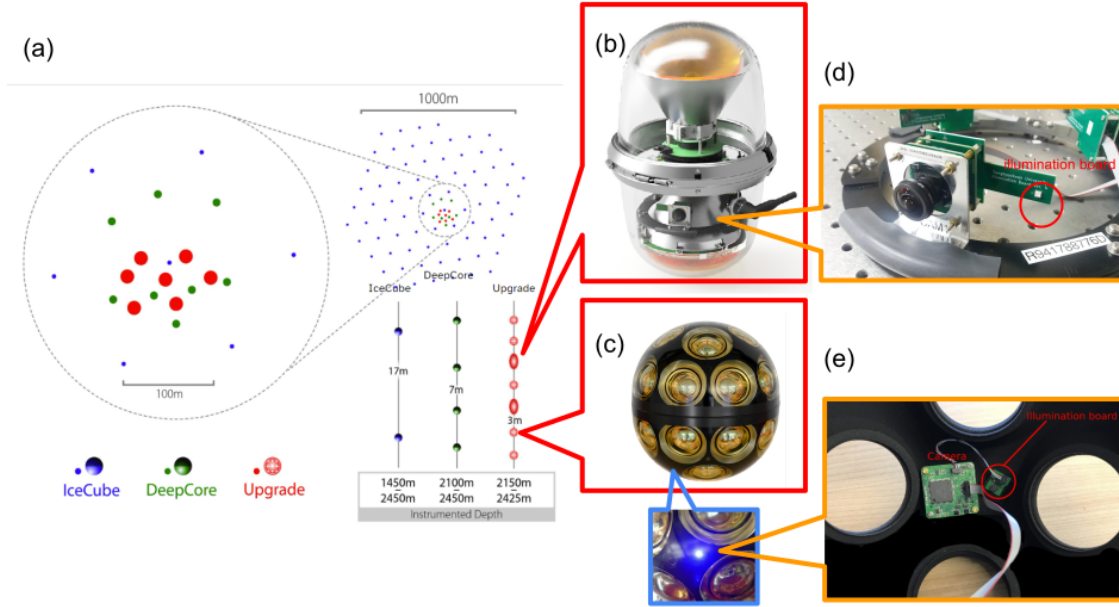 (a)
1000m
100m
IceCube
DeepCore
Upgrade
DeepCore
IceCube
Upgrade
17m
7m
3m
1450m
2450m
2100m
2450m
2150m
2425m
Instrumented Depth
(b)
(c)
(d)
Illumination board
R941788776D
(e)
Illumination board
Camera